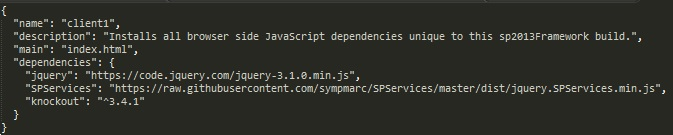 {
  "name": "client1",
  "description": "Installs all browser side JavaScript dependencies unique to this sp2013Framework build.",
  "main": "index.html",
  "dependencies": {
    "jquery": "https://code.jquery.com/jquery-3.1.0.min.js",
    "SPServices": "https://raw.githubusercontent.com/sympmarc/SPServices/master/dist/jquery.SPServices.min.js",
    "knockout": "^3.4.1"
  }
}